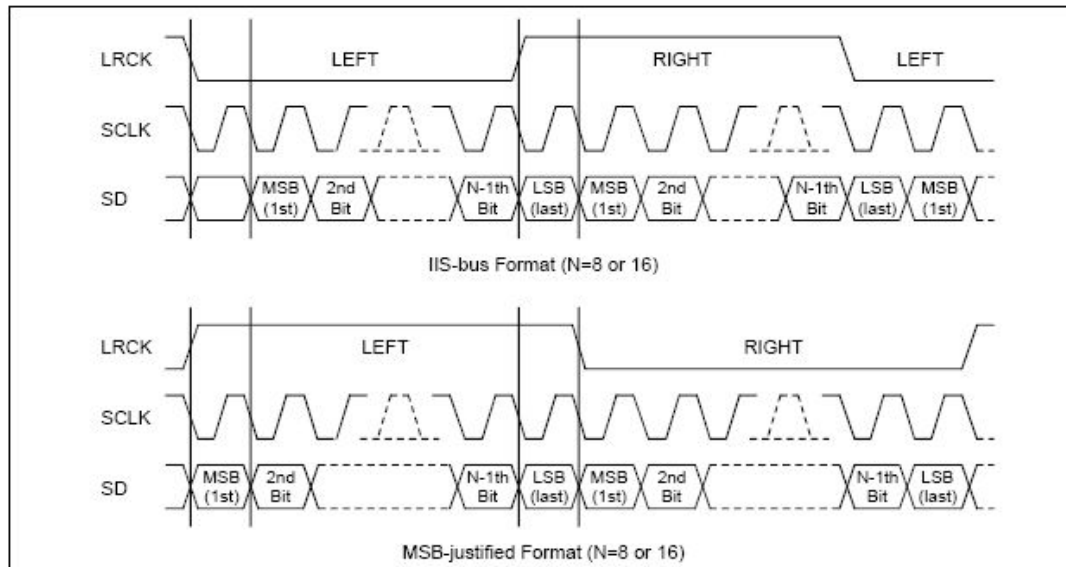 LRCK LEFT RIGHT LEFT
SCLK
SD MSB (1st) 2nd Bit N-1th Bit LSB (last) MSB (1st) 2nd Bit N-1th Bit LSB (last) MSB (1st)
IIS-bus Format (N=8 or 16)
LRCK LEFT RIGHT
SCLK
SD MSB (1st) 2nd Bit N-1th Bit LSB (last) MSB (1st) 2nd Bit N-1th Bit LSB (last)
MSB-justified Format (N=8 or 16)